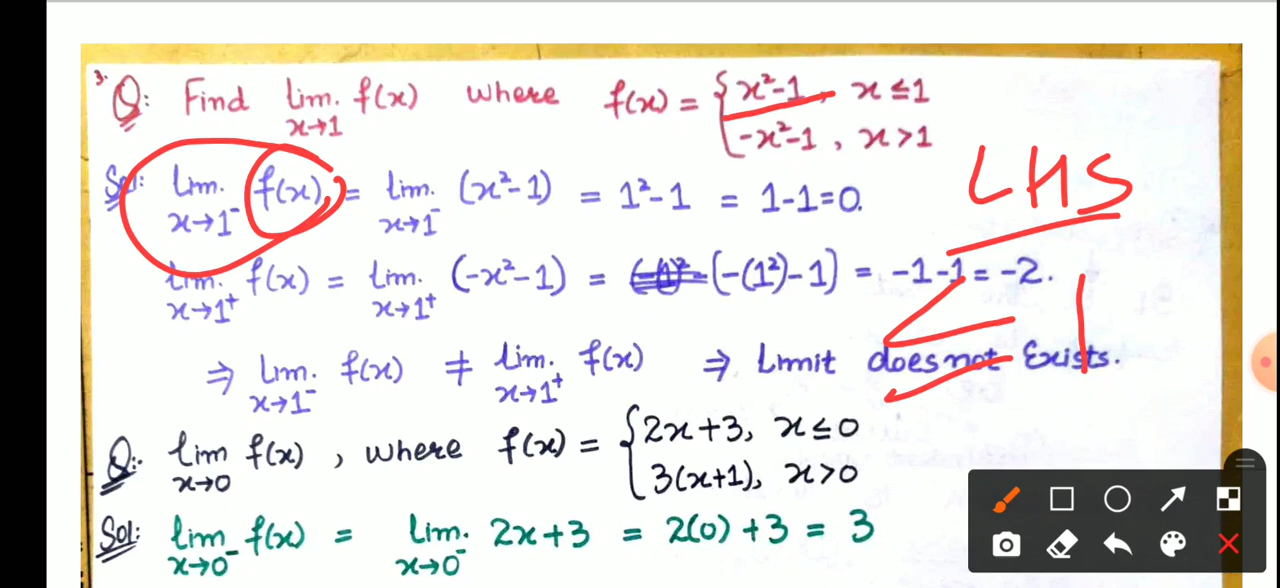 3.
Q: Find lim. x→1 f(x) where f(x) = { x²-1, x ≤ 1
-x²-1, x > 1
Sol: lim. x→1⁻ f(x) = lim. x→1⁻ (x²-1) = 1²-1 = 1-1=0.
LHS
lim. x→1⁺ f(x) = lim. x→1⁺ (-x²-1) = (-(1²)-1) = -1-1 = -2.
≤ 1
⇒ lim. x→1⁻ f(x) ≠ lim. x→1⁺ f(x) ⇒ Limit does not Exists.
Q: lim x→0 f(x), where f(x) = { 2x+3, x ≤ 0
3(x+1), x > 0
Sol: lim x→0⁻ f(x) = lim. x→0⁻ 2x+3 = 2(0)+3 = 3